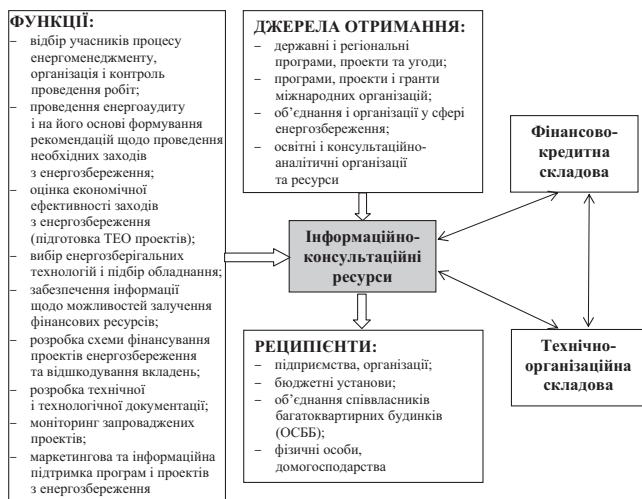 ФУНКЦІЇ:
– відбір учасників процесу
енергоменеджменту,
організація і контроль
проведення робіт;
– проведення енергоаудиту
і на його основі формування
рекомендацій щодо проведення
необхідних заходів
з енергозбереження;
– оцінка економічної
ефективності заходів
з енергозбереження
(підготовка ТЕО проектів);
– вибір енергозберігальних
технологій і підбір обладнання;
– забезпечення інформації
щодо можливостей залучення
фінансових ресурсів;
– розробка схеми фінансування
проектів енергозбереження
та відшкодування вкладень;
– розробка технічної
і технологічної документації;
– моніторинг запроваджених
проектів;
– маркетингова та інформаційна
підтримка програм і проектів
з енергозбереження
ДЖЕРЕЛА ОТРИМАННЯ:
– державні і регіональні
програми, проекти та угоди;
– програми, проекти і гранти
міжнародних організацій;
– об’єднання і організації у сфері
енергозбереження;
– освітні і консультаційно-
аналітичні організації
та ресурси
Інформаційно-
консультаційні
ресурси
РЕЦИПІЄНТИ:
– підприємства, організації;
– бюджетні установи;
– об’єднання співвласників
багатоквартирних будинків
(ОСББ);
– фізичні особи,
домогосподарства
Фінансово-
кредитна
складова
Технічно-
організаційна
складова